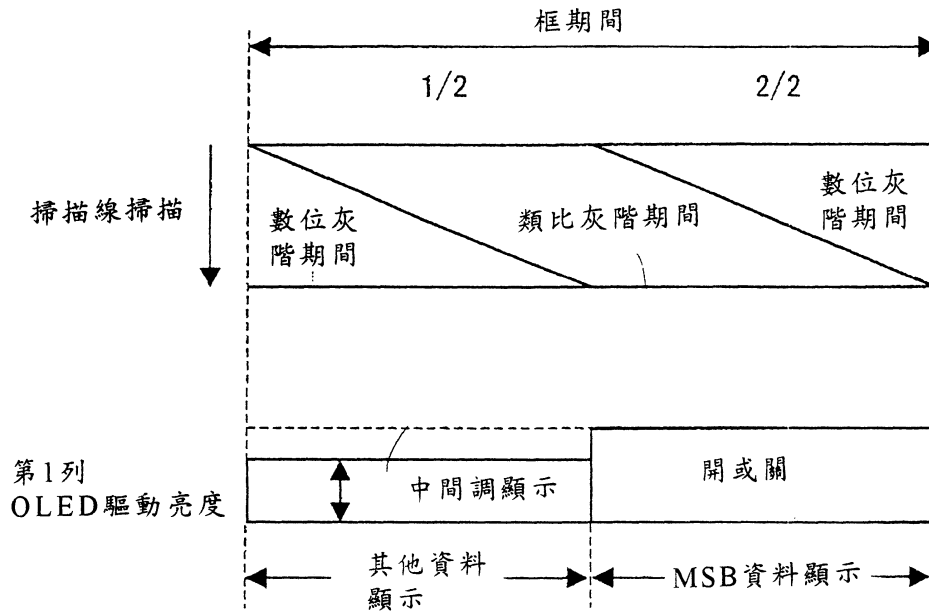 框期間
1/2
2/2
掃描線掃描
數位灰
階期間
類比灰階期間
數位灰
階期間
第1列
OLED驅動亮度
中間調顯示
開或關
其他資料
顯示
MSB資料顯示